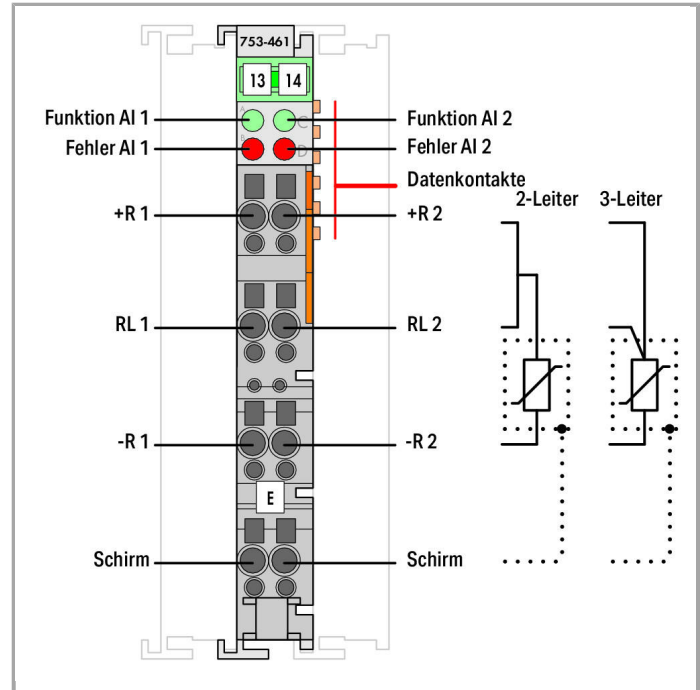 753-461
13 14
Funktion AI 1
A
C
Funktion AI 2
Fehler AI 1
B
D
Fehler AI 2
Datenkontakte
2-Leiter
3-Leiter
+R 1
+R 2
RL 1
RL 2
-R 1
-R 2
E
Schirm
Schirm